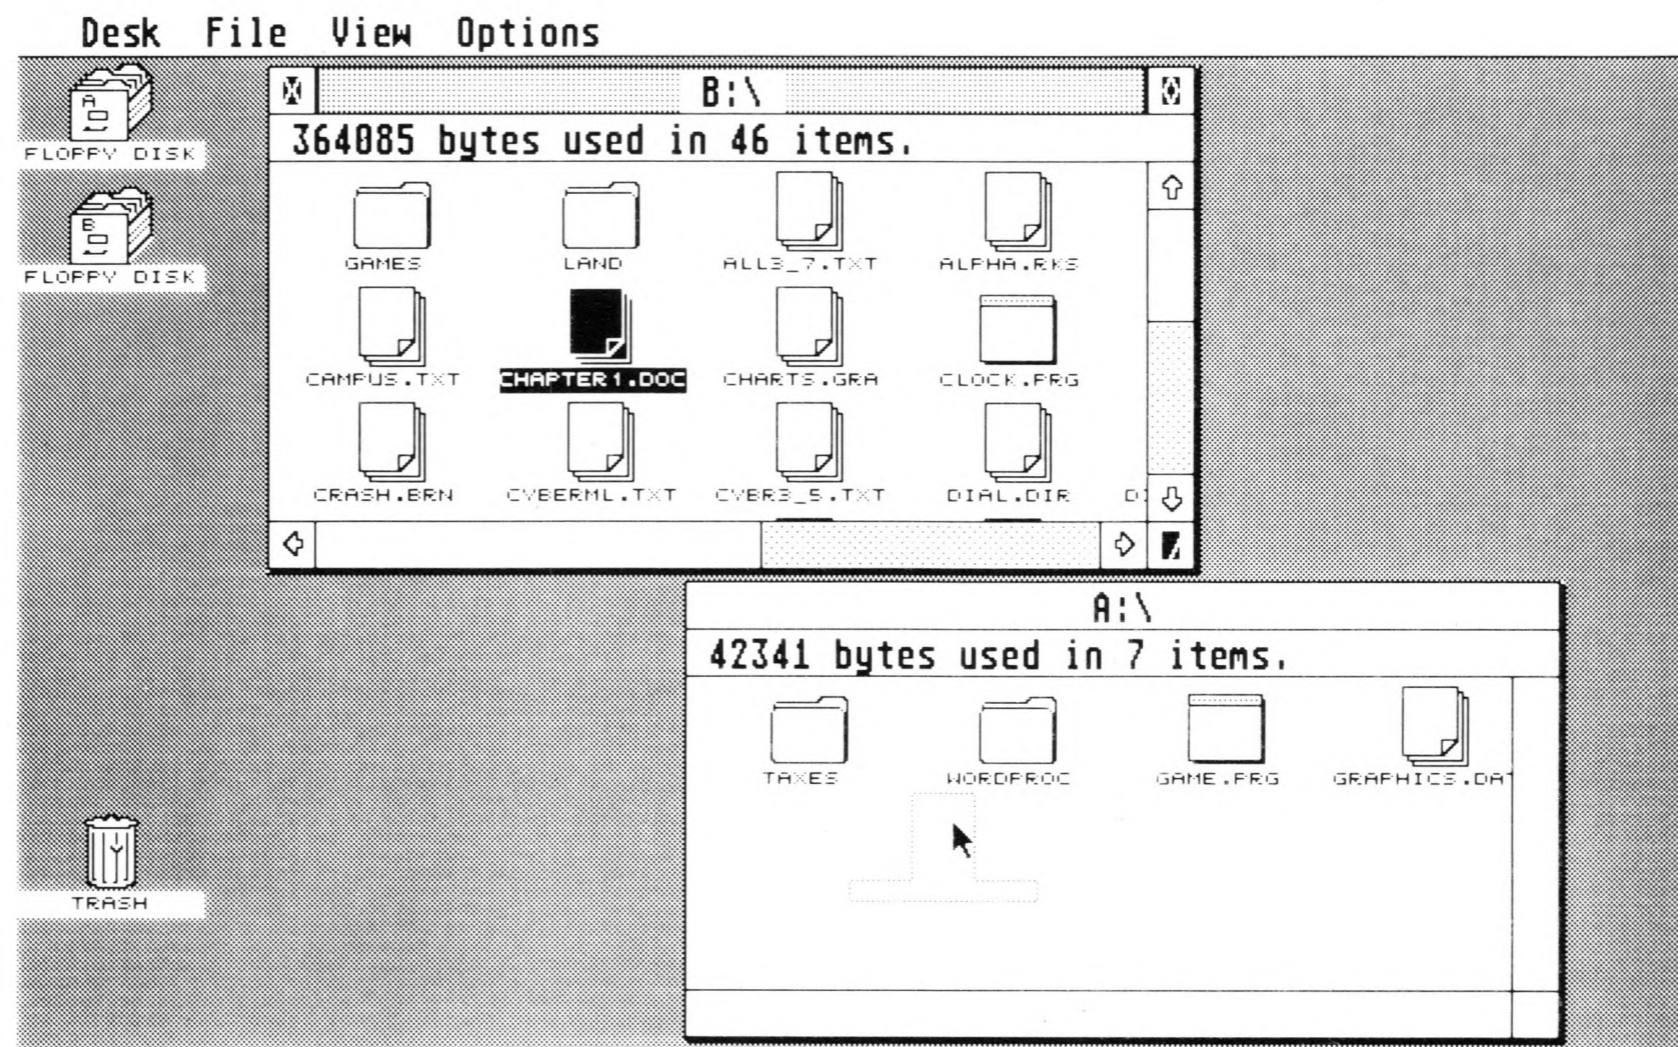 Desk File View Options
A
FLOPPY DISK
B
FLOPPY DISK
B:\
364085 bytes used in 46 items.
GAMES LAND ALL3_7.TXT ALPHA.RKS
CAMPUS.TXT CHAPTER1.DOC CHARTS.GRA CLOCK.PRG
CRASH.BRN CYBERML.TXT CYBR3_5.TXT DIAL.DIR
A:\
42341 bytes used in 7 items.
TAXES WORDPROC GAME.PRG GRAPHICS.DAT
TRASH